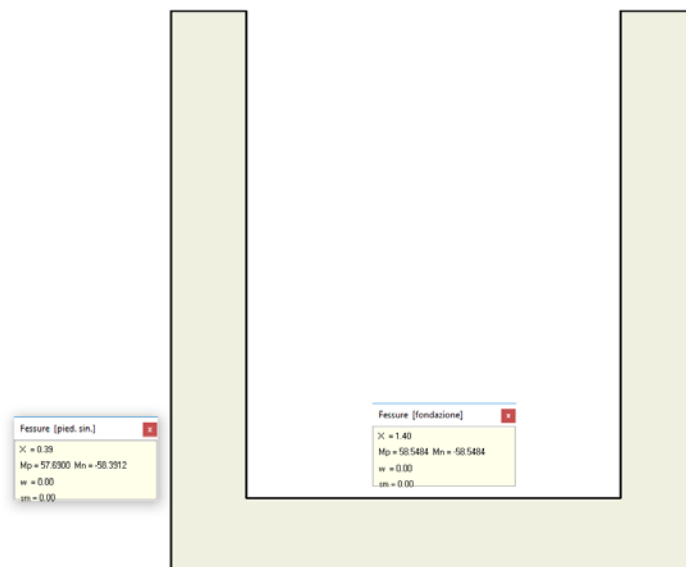 Fessure [pied. sin.]
X = 0.39
Mp = 57.6900 Mn = -58.3912
w = 0.00
sm = 0.00
Fessure [fondazione]
X = 1.40
Mp = 58.5484 Mn = -58.5484
w = 0.00
sm = 0.00